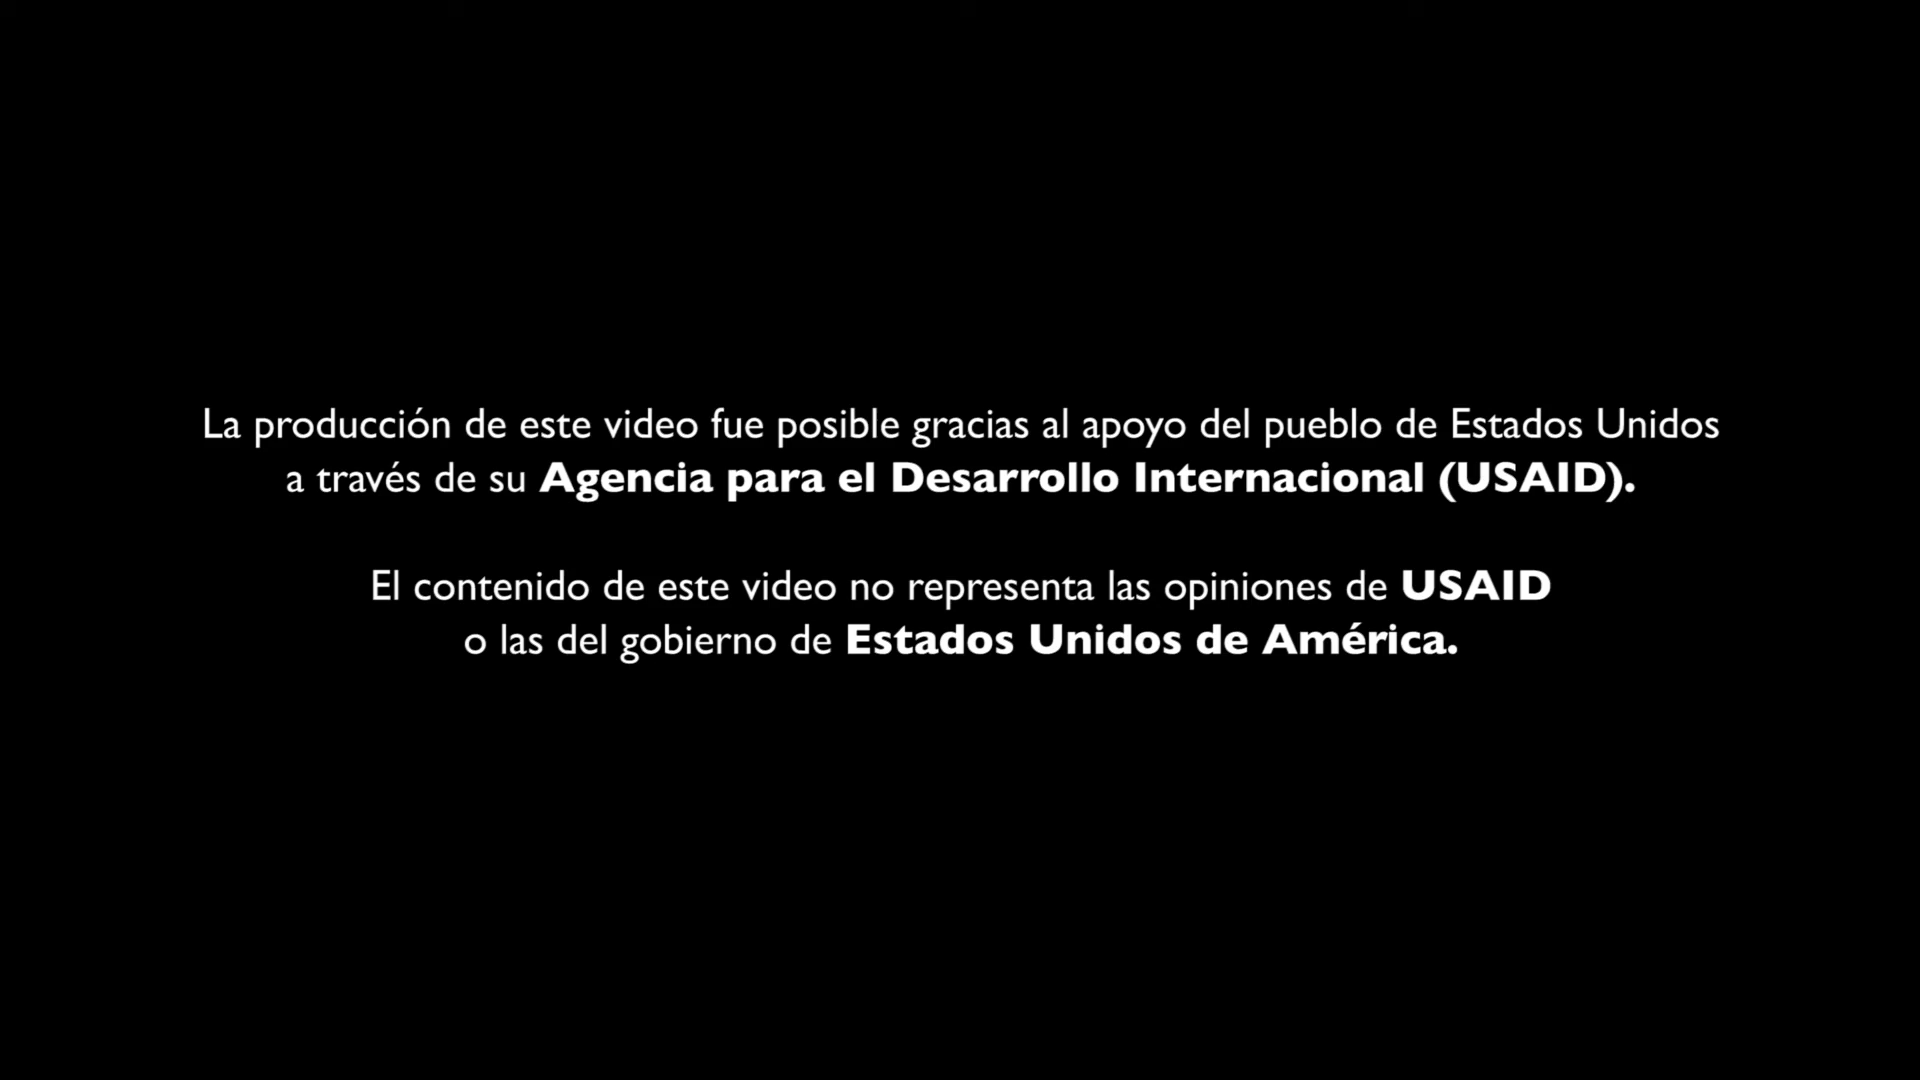 La producción de este video fue posible gracias al apoyo del pueblo de Estados Unidos
a través de su Agencia para el Desarrollo Internacional (USAID).
El contenido de este video no representa las opiniones de USAID
o las del gobierno de Estados Unidos de América.